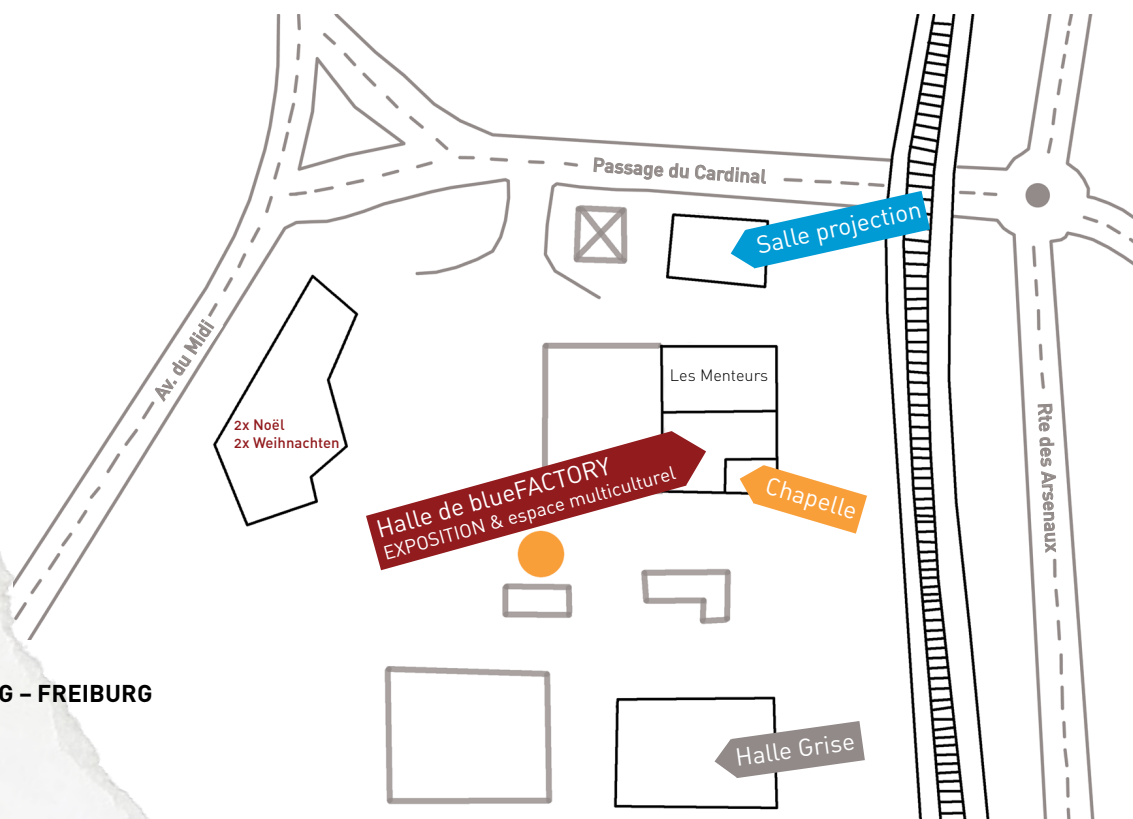 Passage du Cardinal
Salle projection
Av. du Midi
Les Menteurs
2x Noël
2x Weihnachten
Halle de blueFACTORY
EXPOSITION & espace multiculturel
Chapelle
Rte des Arsenaux
G – FREIBURG
Halle Grise